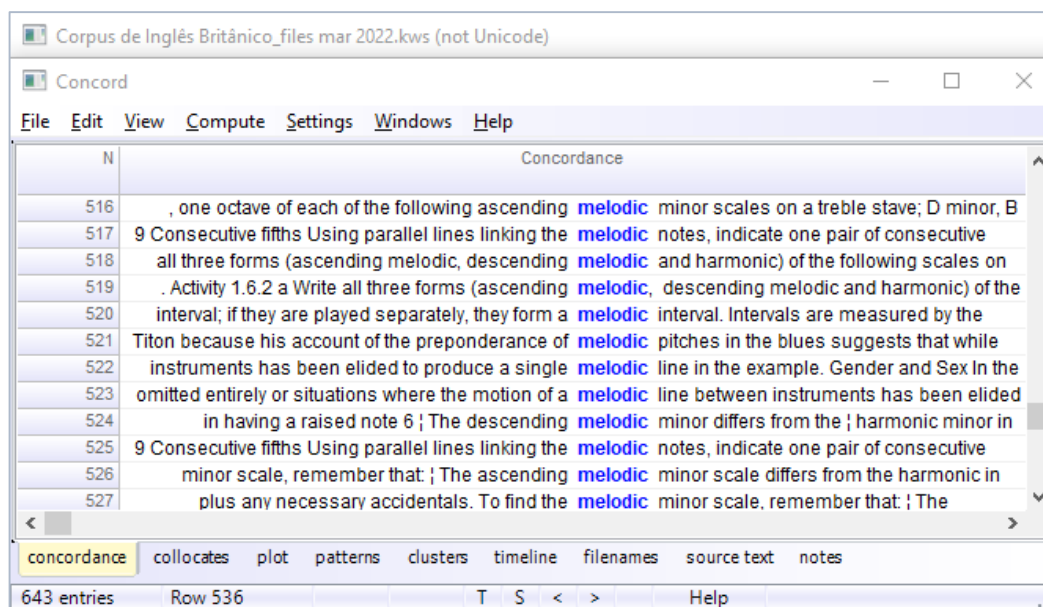 Corpus de Inglês Britânico_files mar 2022.kws (not Unicode)
Concord
File Edit View Compute Settings Windows Help
N Concordance
516 , one octave of each of the following ascending melodic minor scales on a treble stave; D minor, B
517 9 Consecutive fifths Using parallel lines linking the melodic notes, indicate one pair of consecutive
518 all three forms (ascending melodic, descending melodic and harmonic) of the following scales on
519 . Activity 1.6.2 a Write all three forms (ascending melodic, descending melodic and harmonic) of the
520 interval; if they are played separately, they form a melodic interval. Intervals are measured by the
521 Titon because his account of the preponderance of melodic pitches in the blues suggests that while
522 instruments has been elided to produce a single melodic line in the example. Gender and Sex In the
523 omitted entirely or situations where the motion of a melodic line between instruments has been elided
524 in having a raised note 6 ¦ The descending melodic minor differs from the ¦ harmonic minor in
525 9 Consecutive fifths Using parallel lines linking the melodic notes, indicate one pair of consecutive
526 minor scale, remember that: ¦ The ascending melodic minor scale differs from the harmonic in
527 plus any necessary accidentals. To find the melodic minor scale, remember that: ¦ The
concordance collocates plot patterns clusters timeline filenames source text notes
643 entries Row 536 T S < > Help